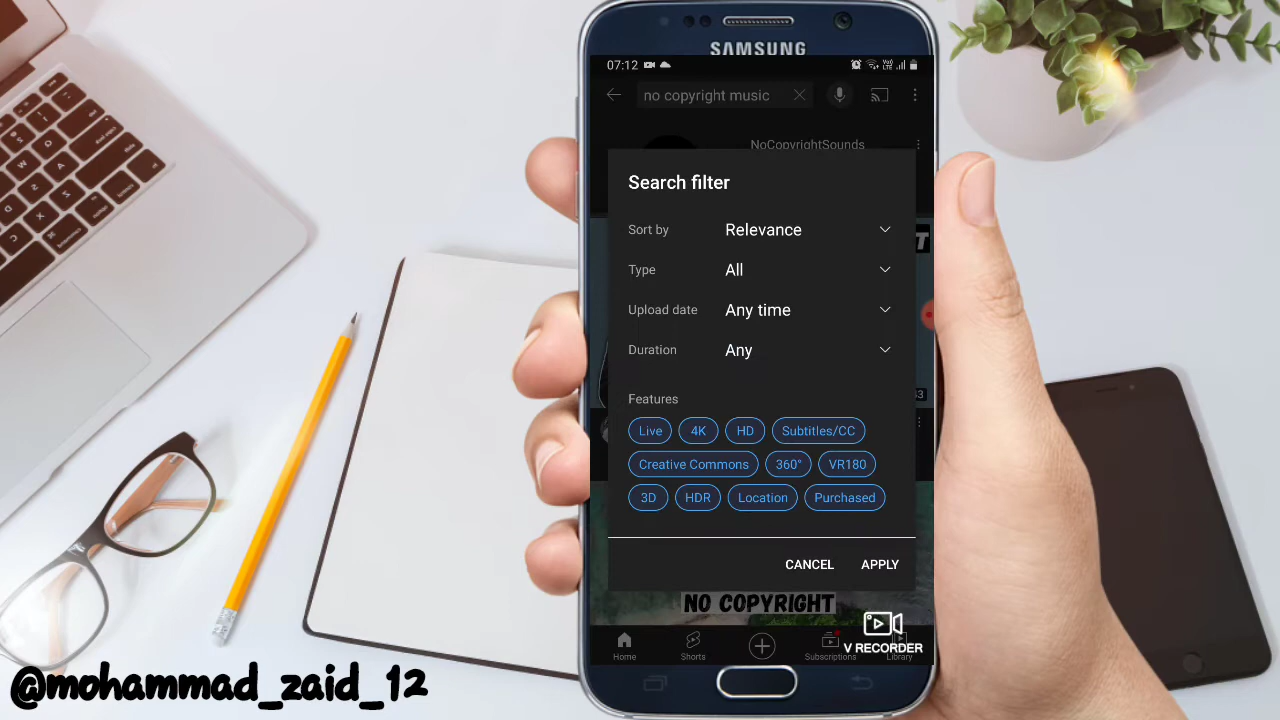 SAMSUNG
07:12
no copyright music
NoCopyrightSounds
Search filter
Sort by Relevance
Type All
Upload date Any time
Duration Any
Features
Live 4K HD Subtitles/CC
Creative Commons 360° VR180
3D HDR Location Purchased
CANCEL APPLY
NO COPYRIGHT
V RECORDER
Home Shorts Subscriptions Library
@mohammad_zaid_12